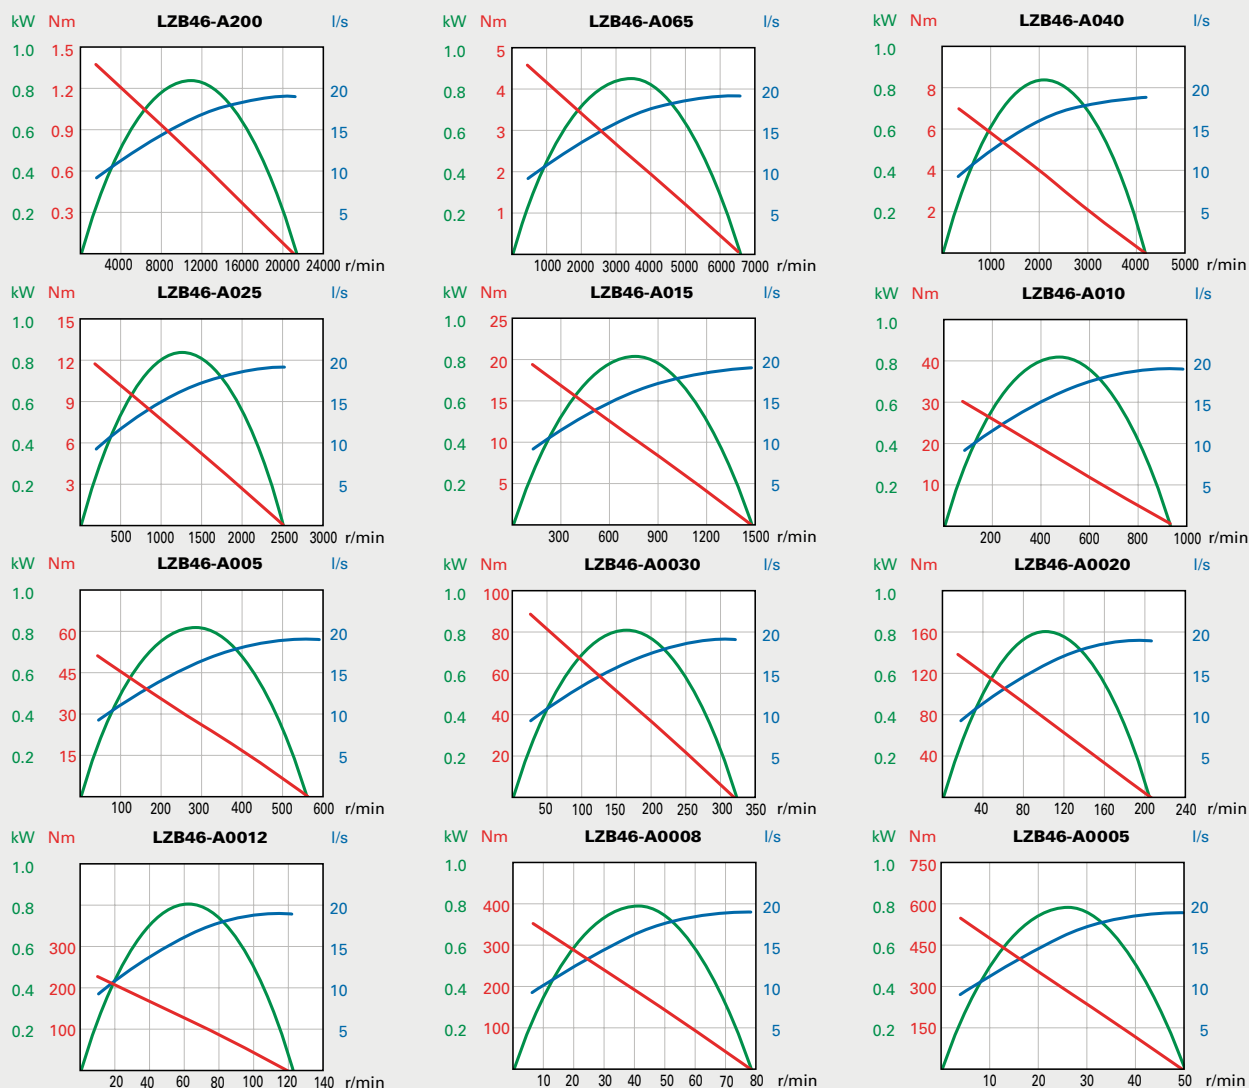 kW Nm LZB46-A200 l/s
1.0 1.5
0.8 1.2 20
0.6 0.9 15
0.4 0.6 10
0.2 0.3 5
4000 8000 12000 16000 20000 24000 r/min
kW Nm LZB46-A065 l/s
1.0 5
0.8 4 20
0.6 3 15
0.4 2 10
0.2 1 5
1000 2000 3000 4000 5000 6000 7000 r/min
kW Nm LZB46-A040 l/s
1.0
0.8 8 20
0.6 6 15
0.4 4 10
0.2 2 5
1000 2000 3000 4000 5000 r/min
kW Nm LZB46-A025 l/s
1.0 15
0.8 12 20
0.6 9 15
0.4 6 10
0.2 3 5
500 1000 1500 2000 2500 3000 r/min
kW Nm LZB46-A015 l/s
1.0 25
0.8 20 20
0.6 15 15
0.4 10 10
0.2 5 5
300 600 900 1200 1500 r/min
kW Nm LZB46-A010 l/s
1.0
0.8 40 20
0.6 30 15
0.4 20 10
0.2 10 5
200 400 600 800 1000 r/min
kW Nm LZB46-A005 l/s
1.0
0.8 60 20
0.6 45 15
0.4 30 10
0.2 15 5
100 200 300 400 500 600 r/min
kW Nm LZB46-A0030 l/s
1.0 100
0.8 80 20
0.6 60 15
0.4 40 10
0.2 20 5
50 100 150 200 250 300 350 r/min
kW Nm LZB46-A0020 l/s
1.0
0.8 160 20
0.6 120 15
0.4 80 10
0.2 40 5
40 80 120 160 200 240 r/min
kW Nm LZB46-A0012 l/s
1.0
0.8 20
0.6 300 15
0.4 200 10
0.2 100 5
20 40 60 80 100 120 140 r/min
kW Nm LZB46-A0008 l/s
1.0
0.8 400 20
0.6 300 15
0.4 200 10
0.2 100 5
10 20 30 40 50 60 70 80 r/min
kW Nm LZB46-A0005 l/s
1.0 750
0.8 600 20
0.6 450 15
0.4 300 10
0.2 150 5
10 20 30 40 50 r/min